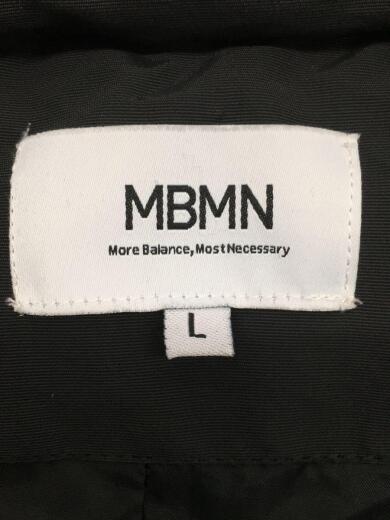 MBMN
More Balance, Most Necessary
L